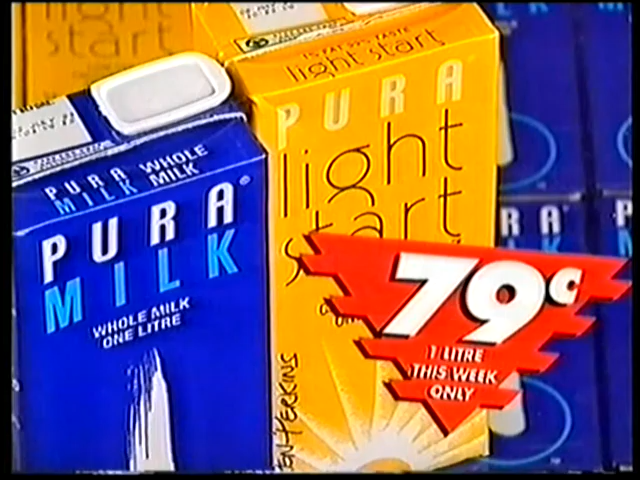 light
start
PURA WHOLE
MILK MILK
PURA®
MILK
WHOLE MILK
ONE LITRE
light start
PURA
light
start
PERKINS
79c
1 LITRE
THIS WEEK
ONLY